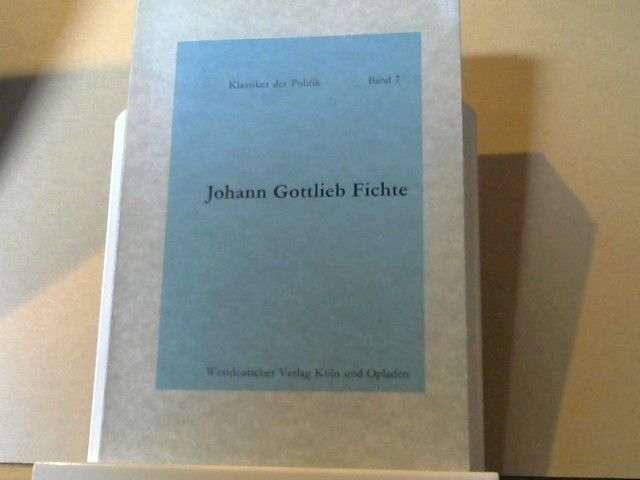 Klassiker der Politik Band 7
Johann Gottlieb Fichte
Westdeutscher Verlag Köln und Opladen